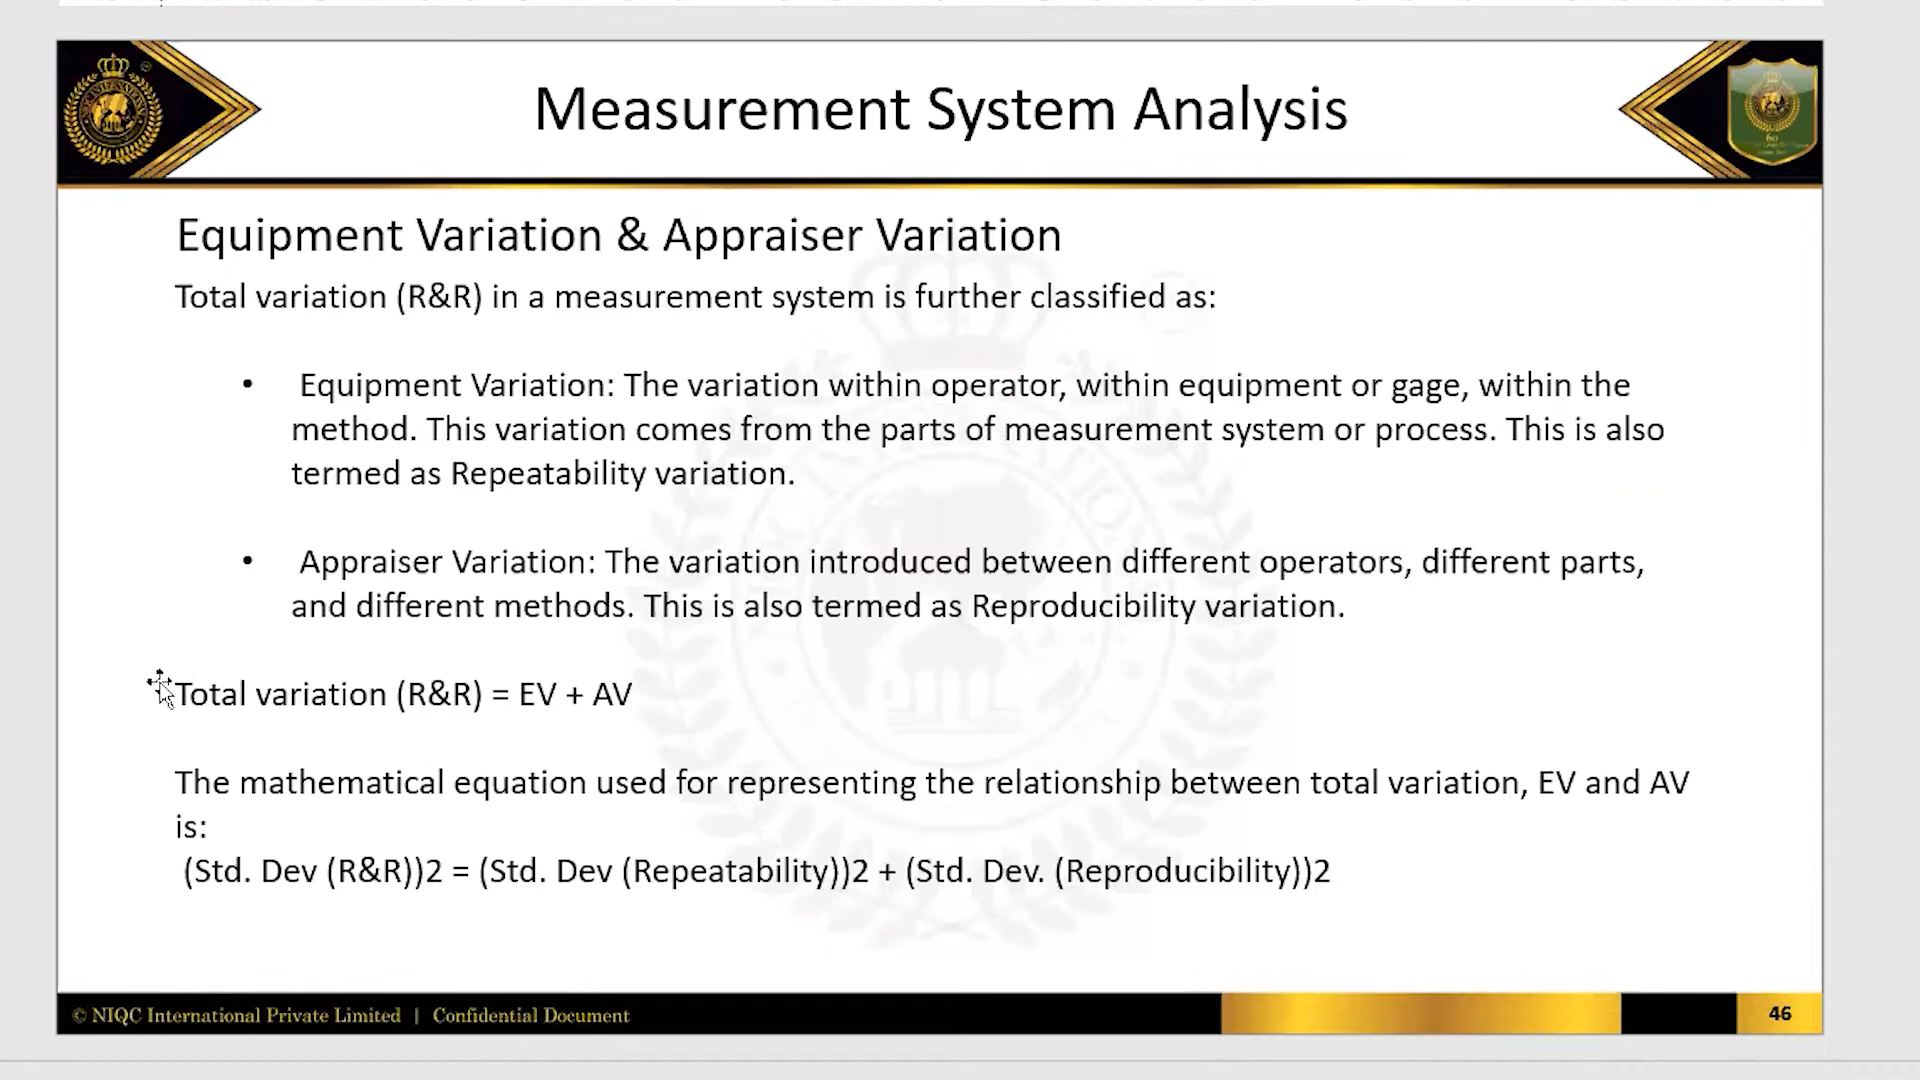 Measurement System Analysis
Equipment Variation & Appraiser Variation
Total variation (R&R) in a measurement system is further classified as:
• Equipment Variation: The variation within operator, within equipment or gage, within the
method. This variation comes from the parts of measurement system or process. This is also
termed as Repeatability variation.
• Appraiser Variation: The variation introduced between different operators, different parts,
and different methods. This is also termed as Reproducibility variation.
Total variation (R&R) = EV + AV
The mathematical equation used for representing the relationship between total variation, EV and AV
is:
(Std. Dev (R&R))2 = (Std. Dev (Repeatability))2 + (Std. Dev. (Reproducibility))2
© NIQC International Private Limited | Confidential Document
46